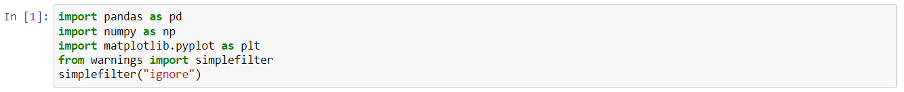 In [1]: import pandas as pd
import numpy as np
import matplotlib.pyplot as plt
from warnings import simplefilter
simplefilter("ignore")